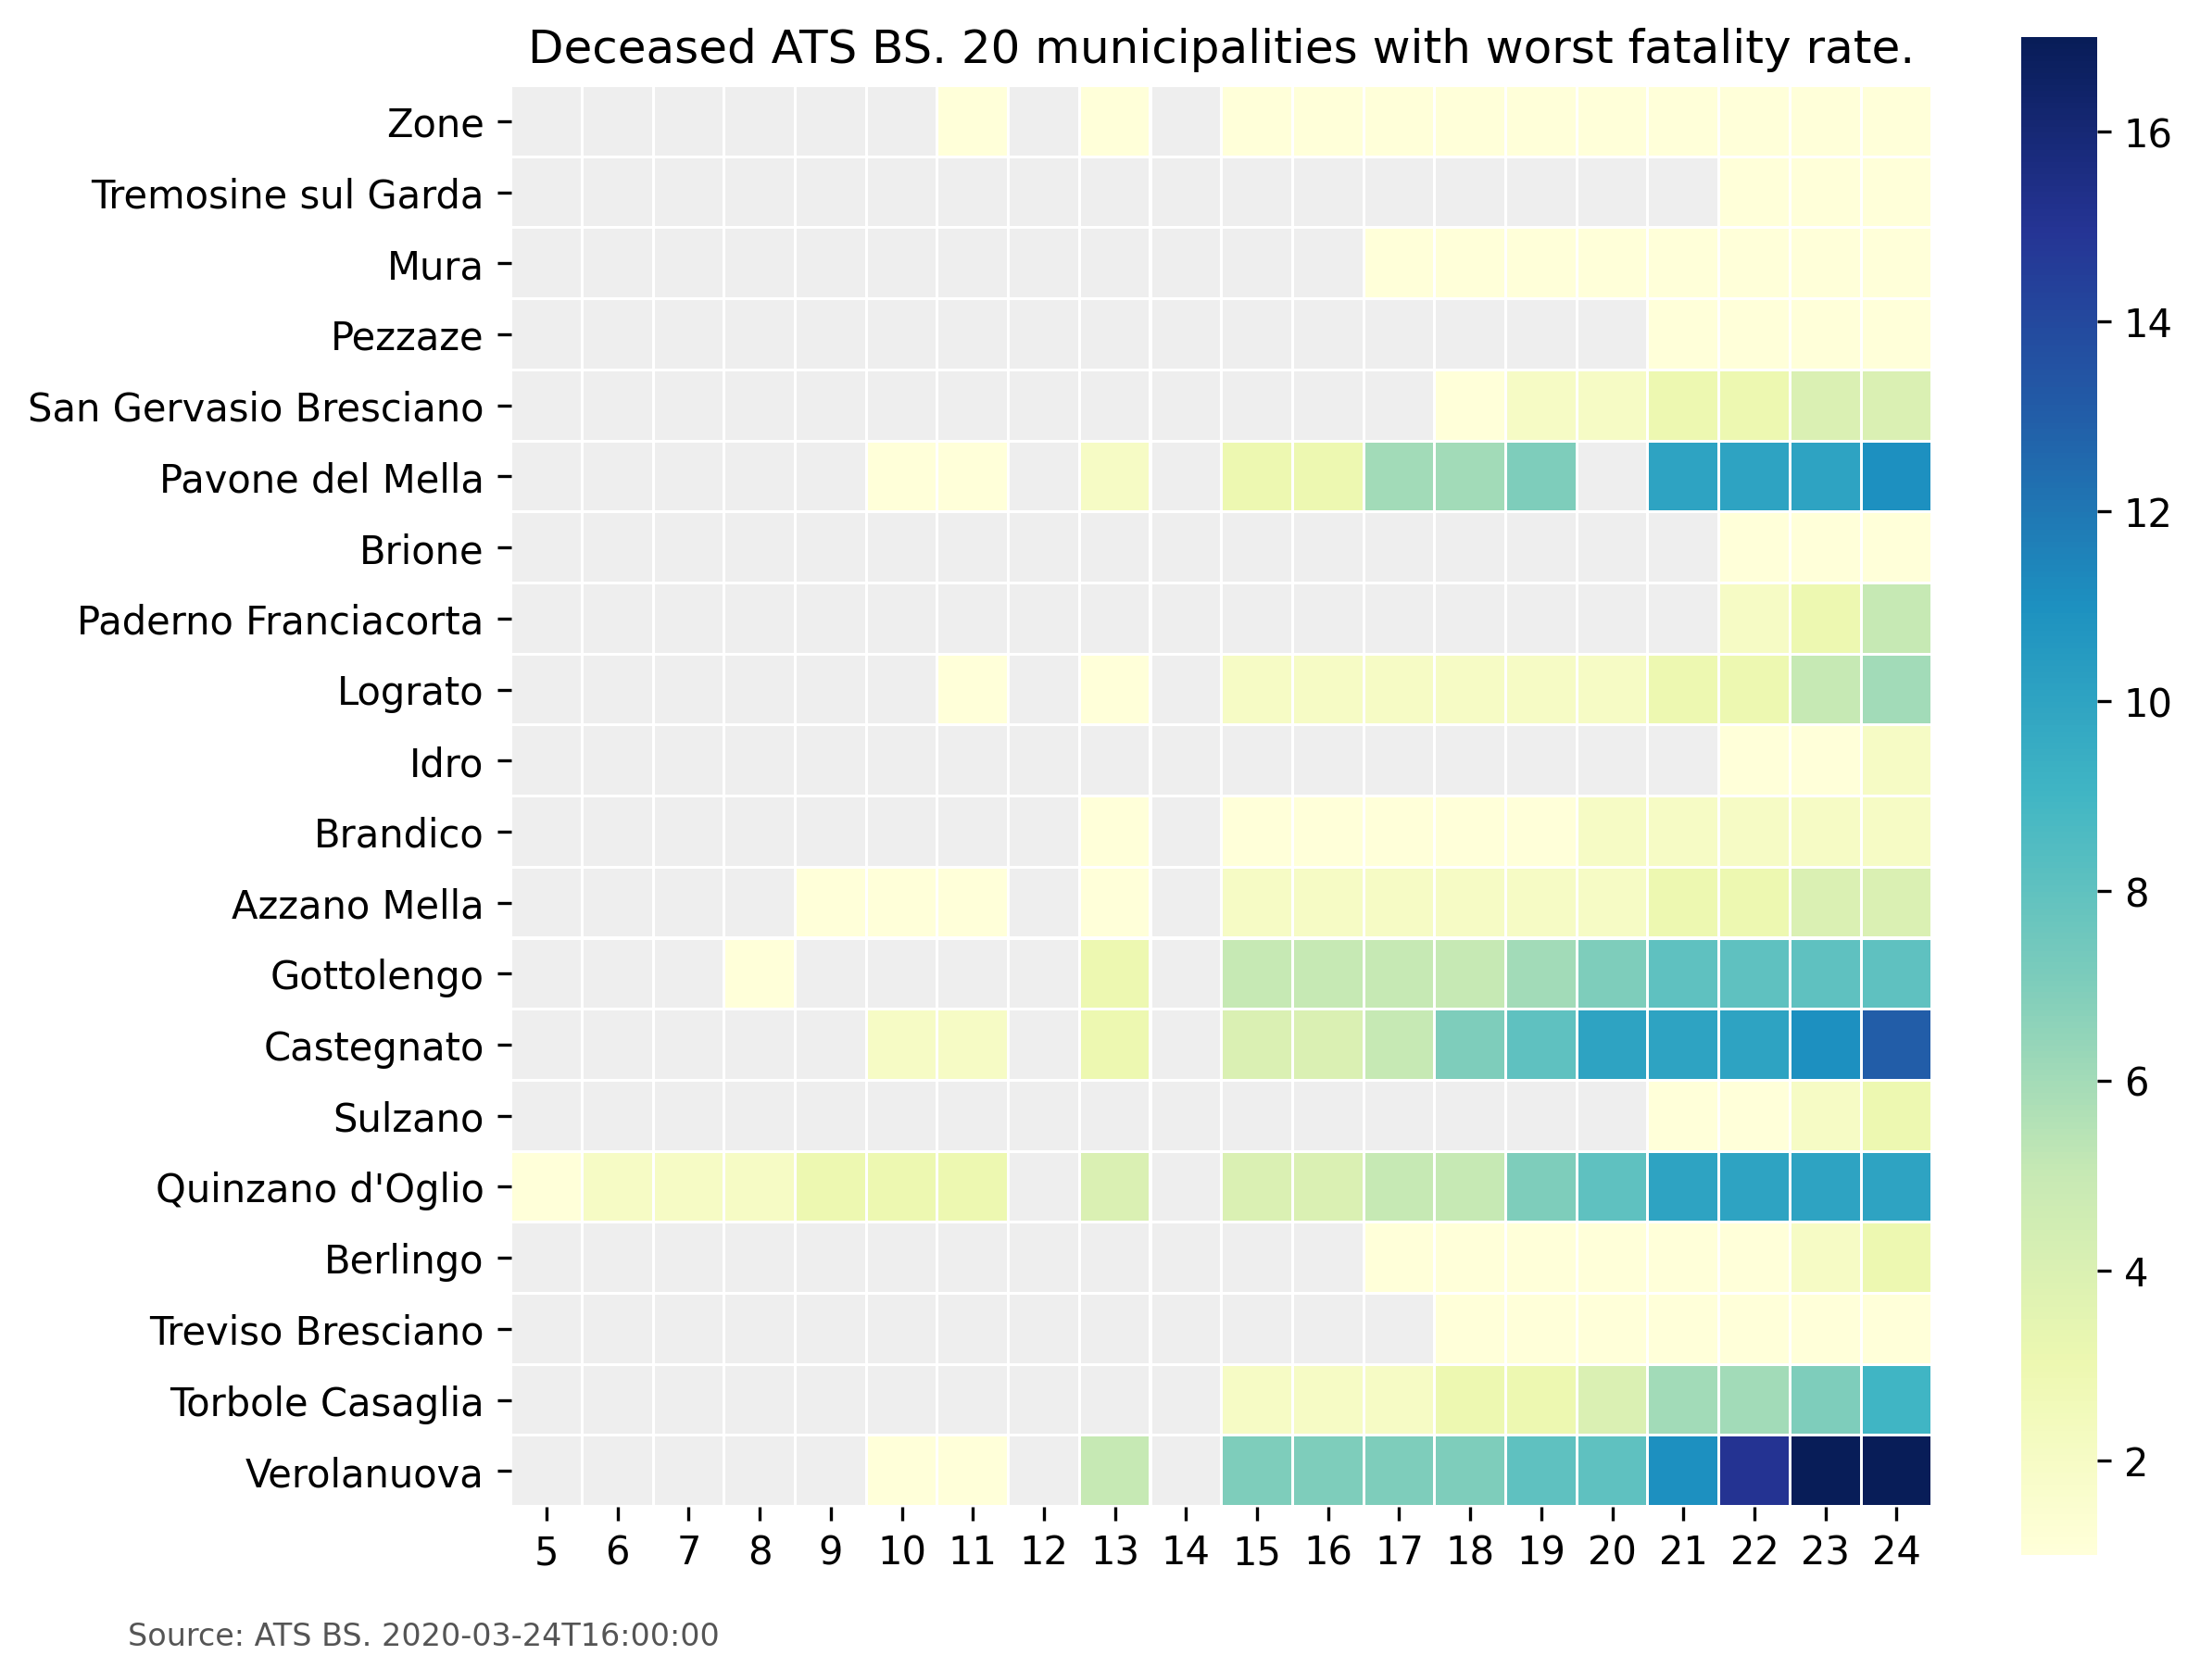 Deceased ATS BS. 20 municipalities with worst fatality rate.
Zone
Tremosine sul Garda
Mura
Pezzaze
San Gervasio Bresciano
Pavone del Mella
Brione
Paderno Franciacorta
Lograto
Idro
Brandico
Azzano Mella
Gottolengo
Castegnato
Sulzano
Quinzano d'Oglio
Berlingo
Treviso Bresciano
Torbole Casaglia
Verolanuova
5 6 7 8 9 10 11 12 13 14 15 16 17 18 19 20 21 22 23 24
16
14
12
10
8
6
4
2
Source: ATS BS. 2020-03-24T16:00:00